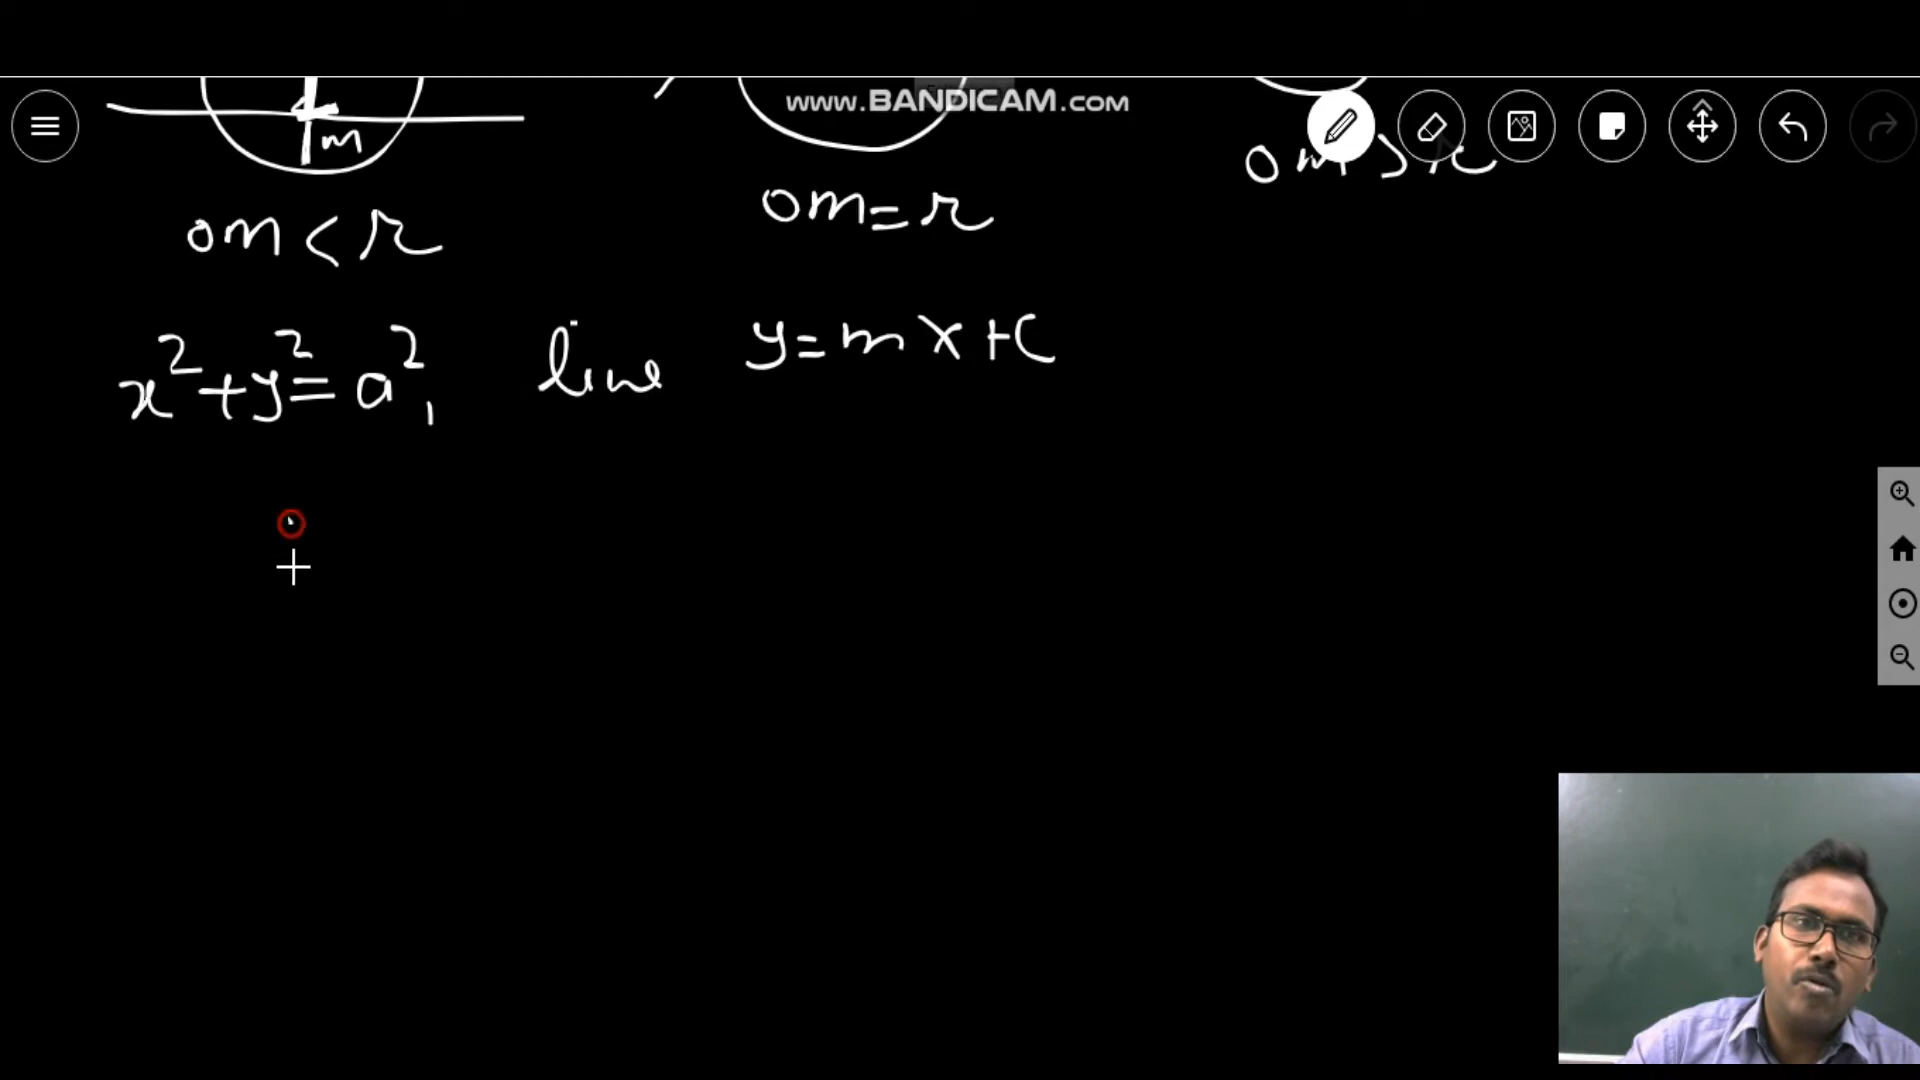 www.BANDICAM.com
m
om < r
om = r
om > r
x²+y²= a², line y=mx+c